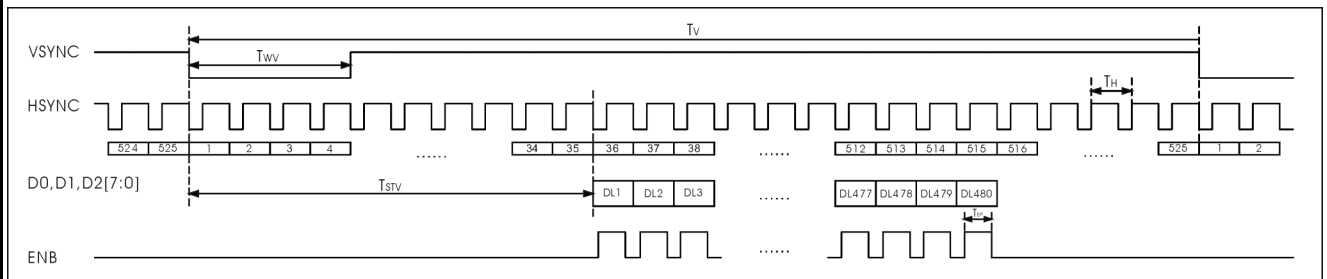 Tv
VSYNC
Twv
HSYNC
TH
524 525 1 2 3 4 ...... 34 35 36 37 38 ...... 512 513 514 515 516 ...... 525 1 2
D0,D1,D2[7:0]
TSTV
DL1 DL2 DL3 ...... DL477 DL478 DL479 DL480
TEP
ENB
......